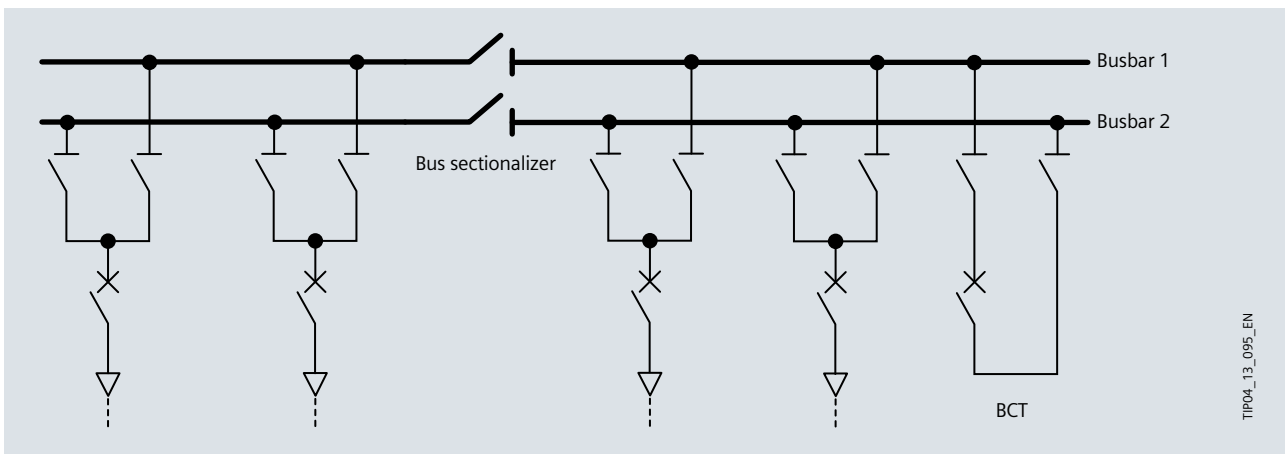 Busbar 1
Busbar 2
Bus sectionalizer
BCT
TIP04_13_095_EN